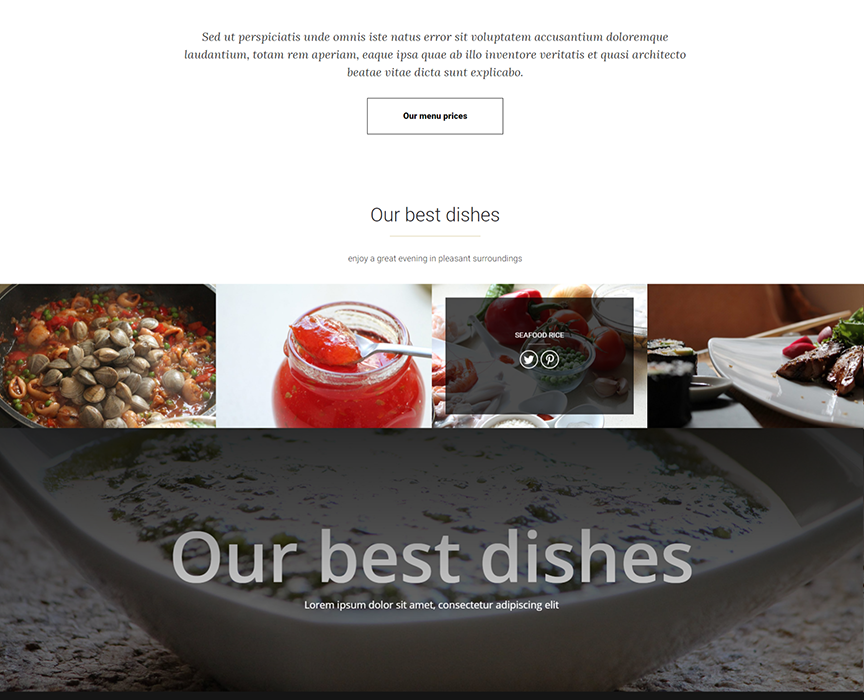 Sed ut perspiciatis unde omnis iste natus error sit voluptatem accusantium doloremque
laudantium, totam rem aperiam, eaque ipsa quae ab illo inventore veritatis et quasi architecto
beatae vitae dicta sunt explicabo.
Our menu prices
Our best dishes
enjoy a great evening in pleasant surroundings
SEAFOOD RICE
Our best dishes
Lorem ipsum dolor sit amet, consectetur adipiscing elit